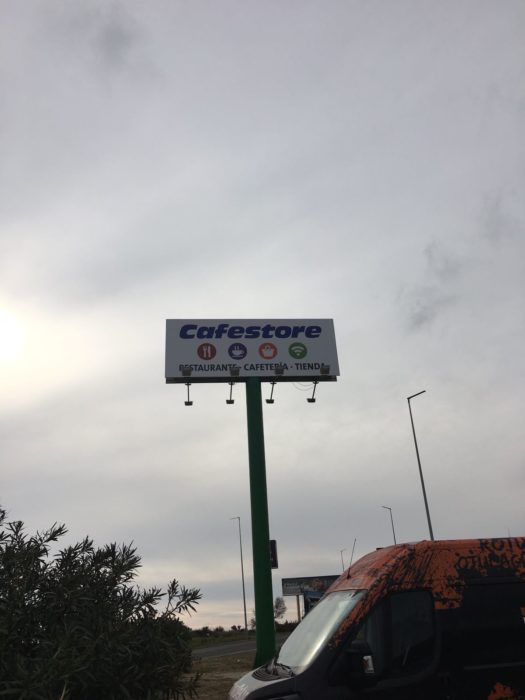 Cafestore
RESTAURANTE · CAFETERÍA · TIENDA